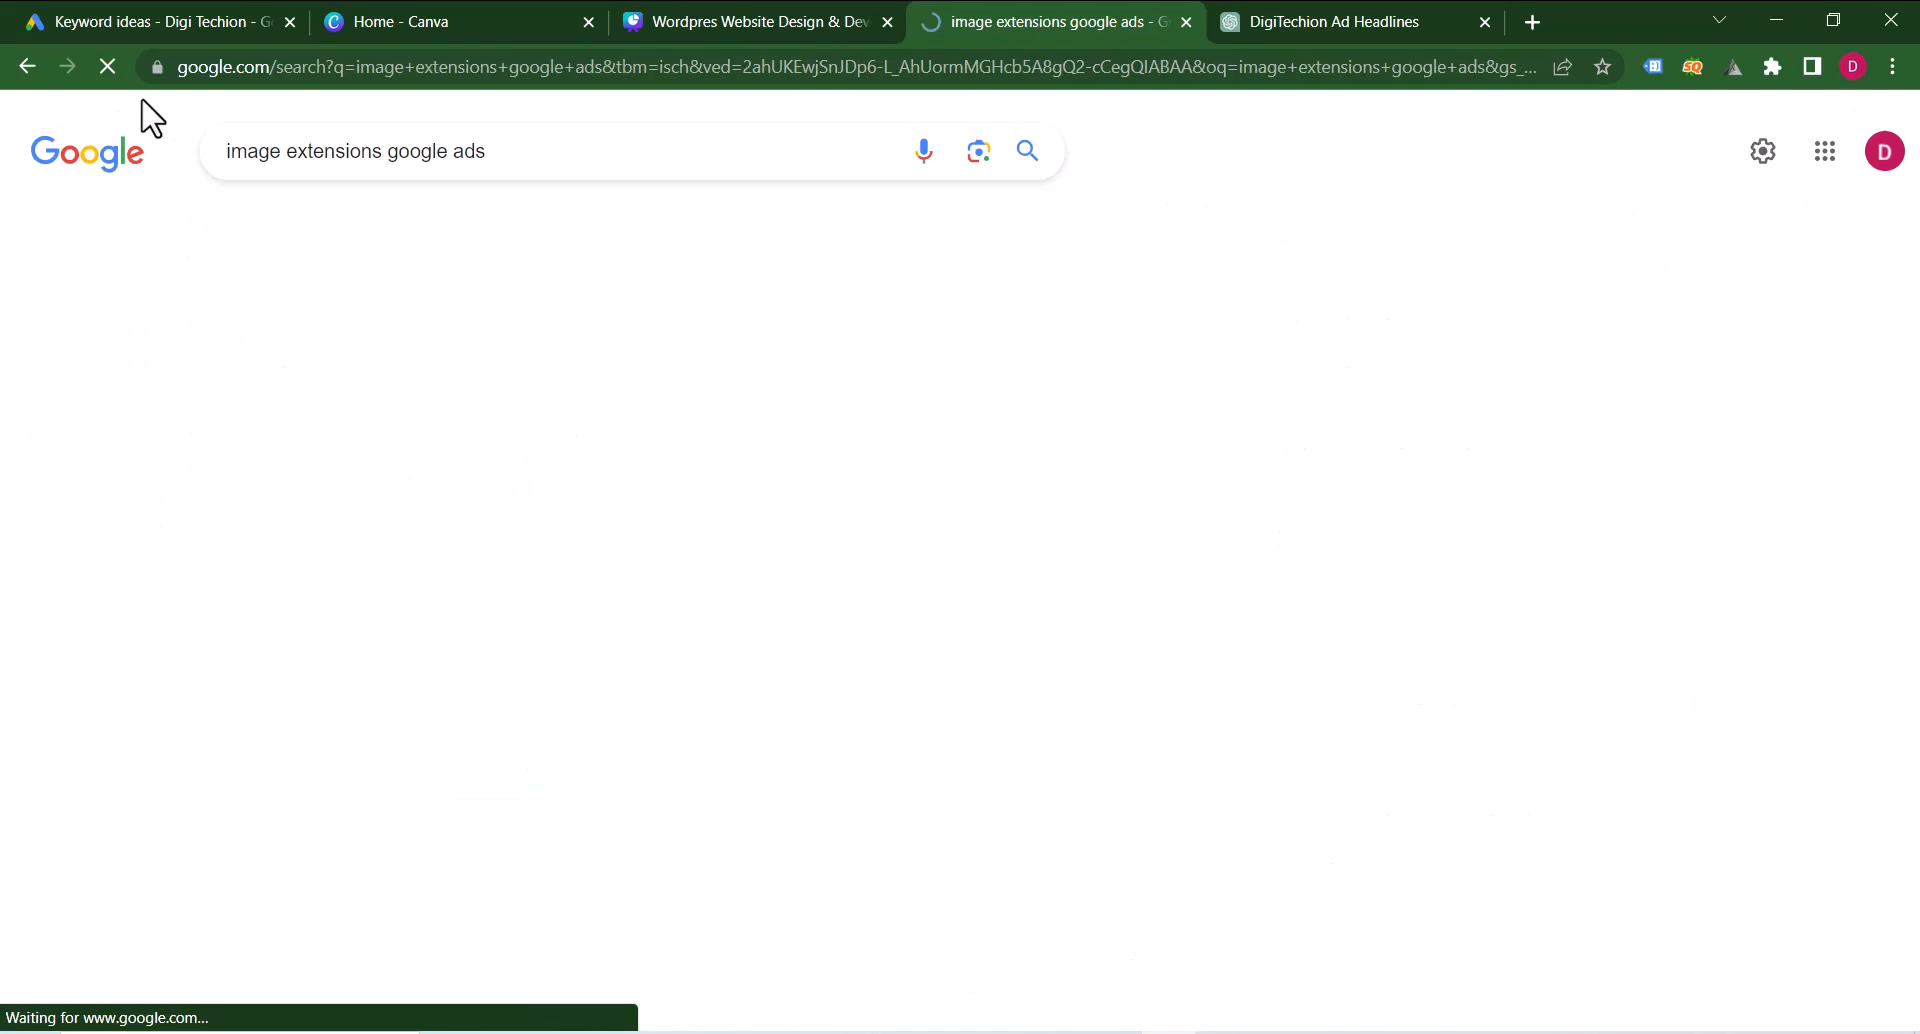 Keyword ideas - Digi Techion - G
Home - Canva
Wordpres Website Design & Dev
image extensions google ads - G
DigiTechion Ad Headlines
google.com/search?q=image+extensions+google+ads&tbm=isch&ved=2ahUKEwjSnJDp6-L_AhUormMGHcb5A8gQ2-cCegQIABAA&oq=image+extensions+google+ads&gs_...
SQ
D
Google
image extensions google ads
D
Waiting for www.google.com...